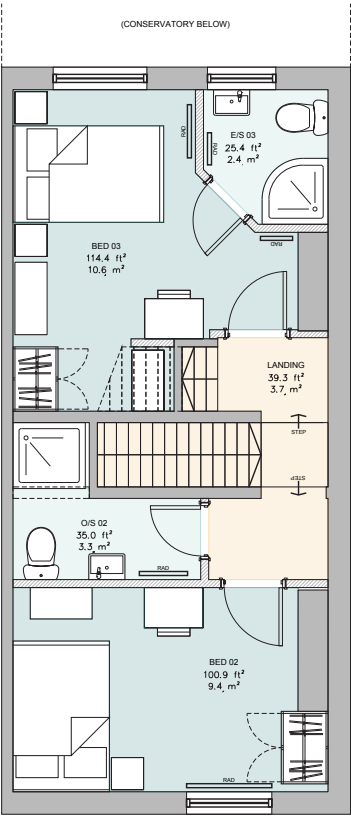 (CONSERVATORY BELOW)
RAD
RAD
E/S 03
25.4 ft²
2.4 m²
RAD
BED 03
114.4 ft²
10.6 m²
LANDING
39.3 ft²
3.7 m²
STEP
STEP
O/S 02
35.0 ft²
3.3 m²
RAD
BED 02
100.9 ft²
9.4 m²
RAD